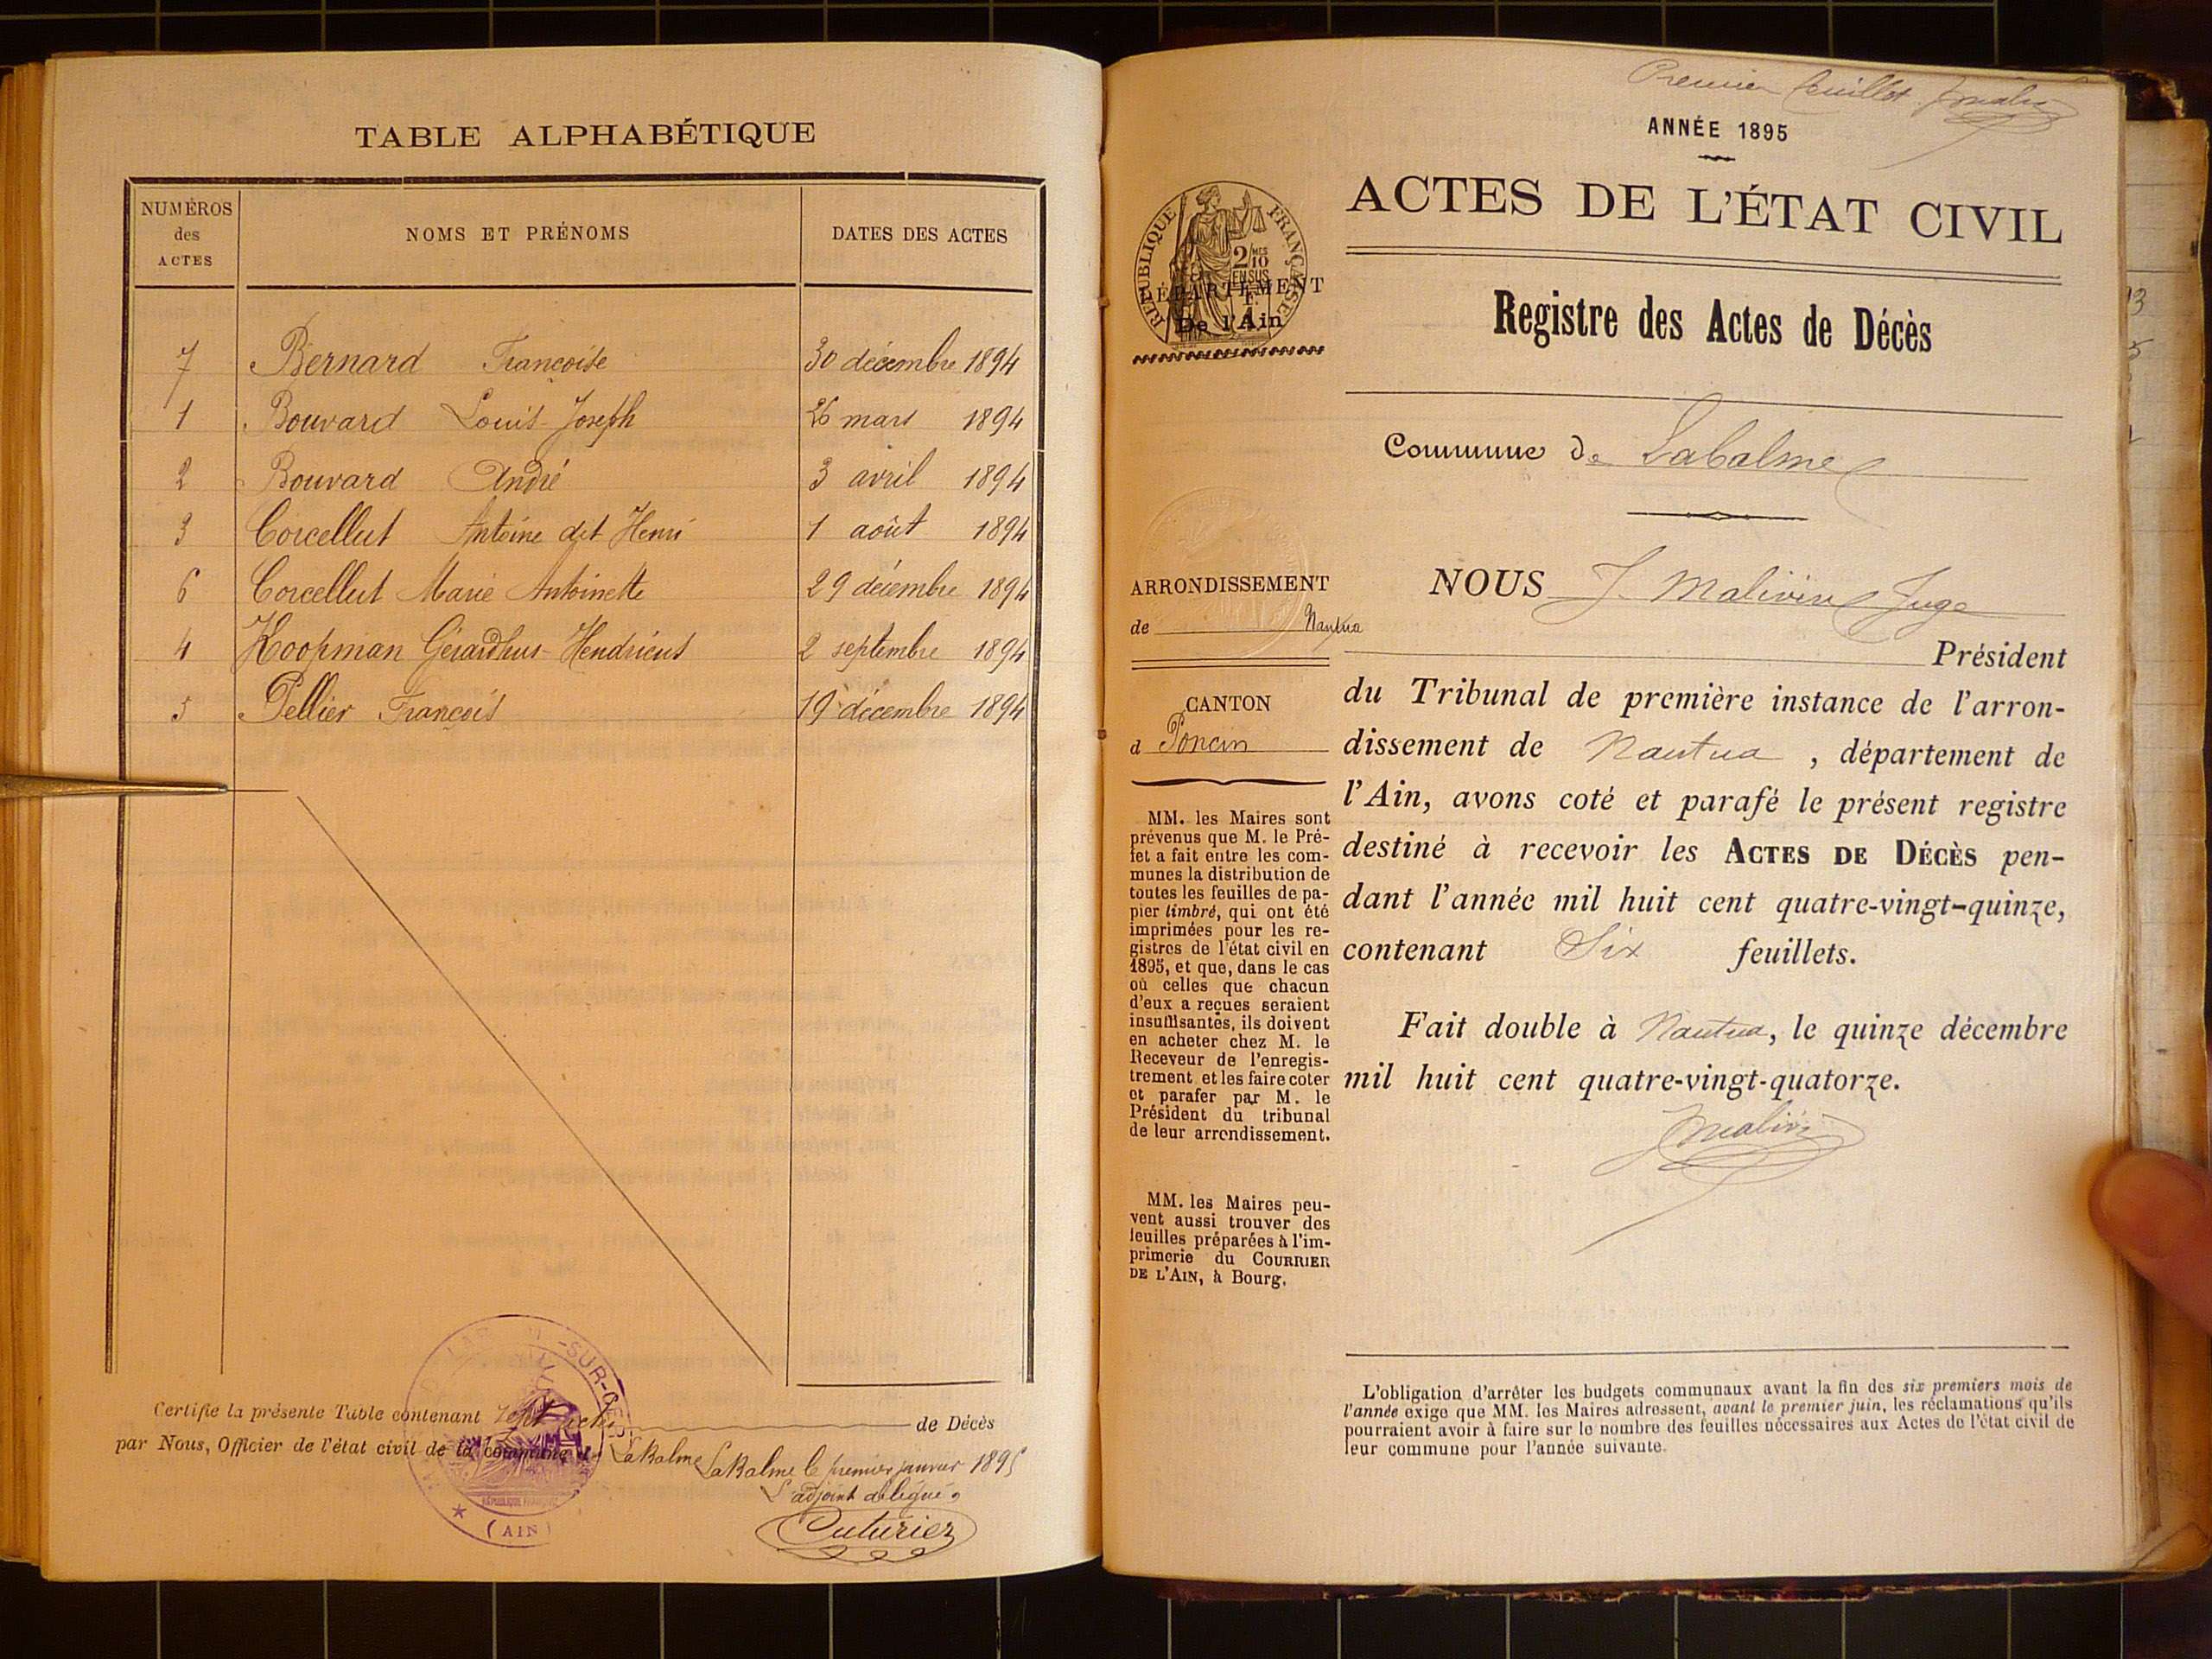 TABLE ALPHABÉTIQUE
NUMÉROS des ACTES
NOMS ET PRÉNOMS
DATES DES ACTES
7 Bernard Françoise 30 décembre 1894
1 Bouvard Louis Joseph 26 mars 1894
2 Bouvard André 3 avril 1894
3 Corcellut Antoine dit Henri 1 août 1894
6 Corcellut Marie Antoinette 29 décembre 1894
4 Koopman Gérardhus Hendricus 2 septembre 1894
5 Pellier François 19 décembre 1894
Certifie la présente Table contenant sept actes de Décès
par Nous, Officier de l'état civil de la commune de LaBalme
LaBalme le premier janvier 1895
L'adjoint délégué
Cuturier
-SUR-CER
RÉPUBLIQUE FRANÇAISE
(AIN)
Premier feuillet
ANNÉE 1895
ACTES DE L'ÉTAT CIVIL
RÉPUBLIQUE FRANÇAISE
2/10 MES
EN SUS
DÉPARTEMENT
De l'Ain
Registre des Actes de Décès
Commune de Labalme
ARRONDISSEMENT
de Nantua
CANTON
d Poncin
MM. les Maires sont
prévenus que M. le Pré-
fet a fait entre les com-
munes la distribution de
toutes les feuilles de pa-
pier timbré, qui ont été
imprimées pour les re-
gistres de l'état civil en
1895, et que, dans le cas
où celles que chacun
d'eux a reçues seraient
insuffisantes, ils doivent
en acheter chez M. le
Receveur de l'enregis-
trement et les faire coter
et parafer par M. le
Président du tribunal
de leur arrondissement.
MM. les Maires peu-
vent aussi trouver des
feuilles préparées à l'im-
primerie du COURRIER
DE L'AIN, à Bourg.
NOUS J. Malivin Juge
Président
du Tribunal de première instance de l'arron-
dissement de Nantua, département de
l'Ain, avons coté et parafé le présent registre
destiné à recevoir les ACTES DE DÉCÈS pen-
dant l'année mil huit cent quatre-vingt-quinze,
contenant Six feuillets.
Fait double à Nantua, le quinze décembre
mil huit cent quatre-vingt-quatorze.
L'obligation d'arrêter les budgets communaux avant la fin des six premiers mois de
l'année exige que MM. les Maires adressent, avant le premier juin, les réclamations qu'ils
pourraient avoir à faire sur le nombre des feuilles nécessaires aux Actes de l'état civil de
leur commune pour l'année suivante.